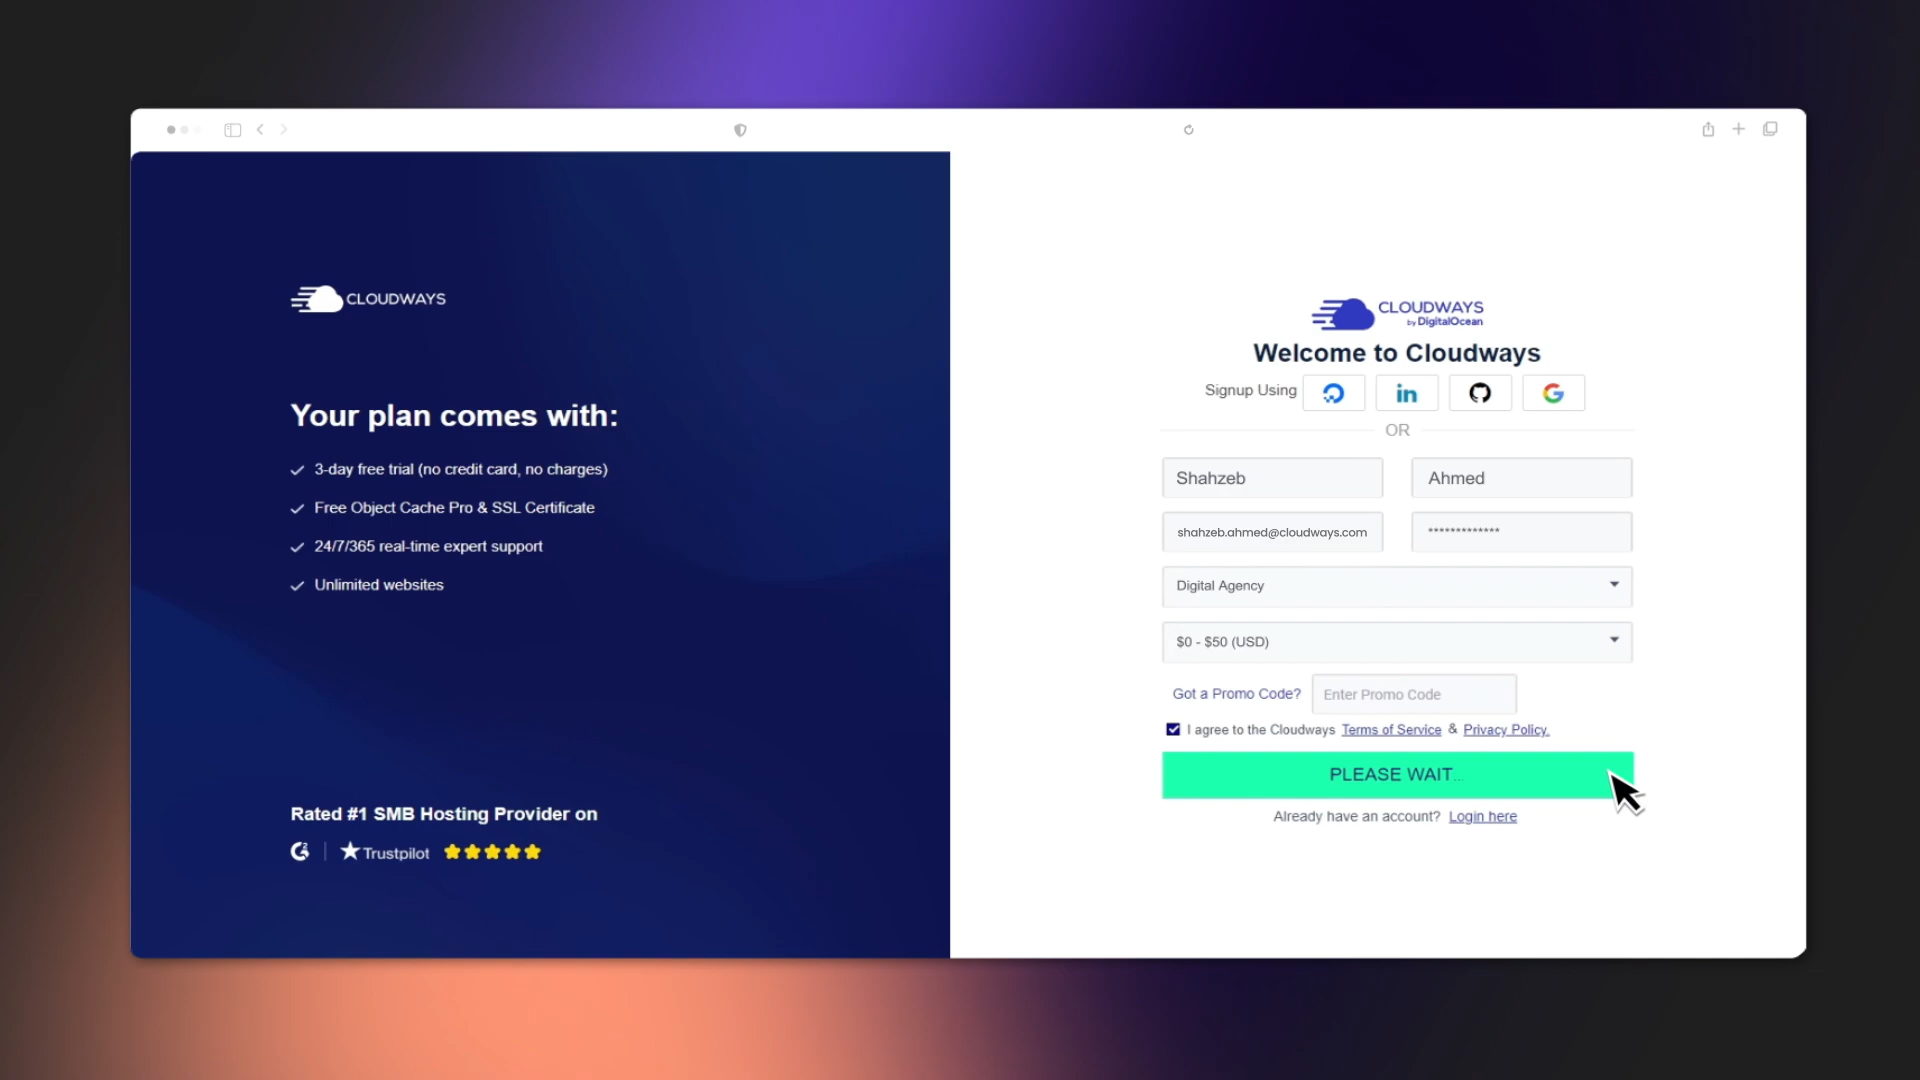 CLOUDWAYS
Your plan comes with:
3-day free trial (no credit card, no charges)
Free Object Cache Pro & SSL Certificate
24/7/365 real-time expert support
Unlimited websites
Rated #1 SMB Hosting Provider on
G2 | Trustpilot
CLOUDWAYS
by DigitalOcean
Welcome to Cloudways
Signup Using in G
OR
Shahzeb Ahmed
shahzeb.ahmed@cloudways.com *************
Digital Agency
$0 - $50 (USD)
Got a Promo Code? Enter Promo Code
I agree to the Cloudways Terms of Service & Privacy Policy.
PLEASE WAIT...
Already have an account? Login here